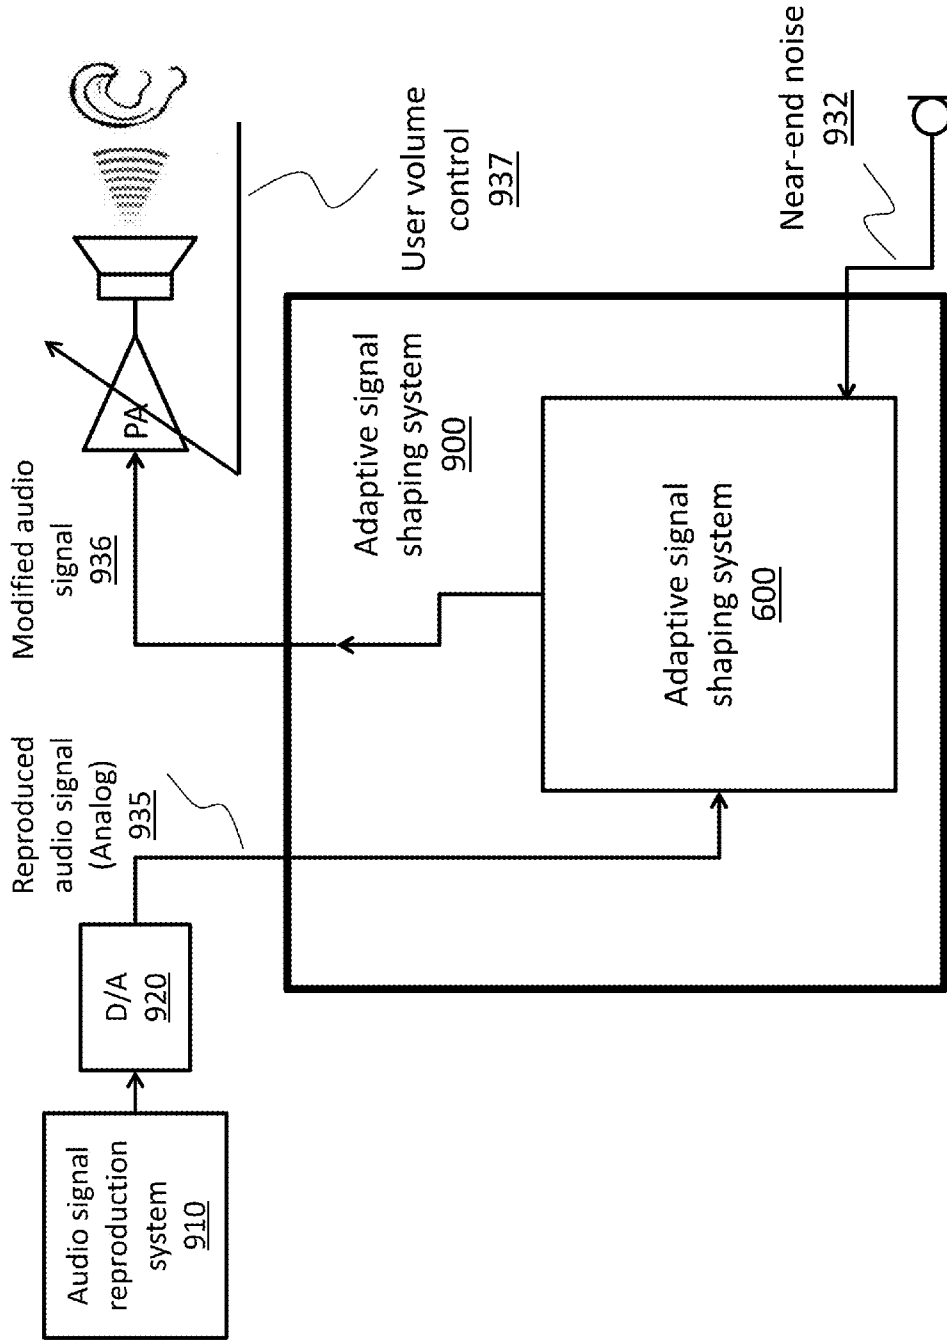 Audio signal
reproduction
system
910
D/A
920
Reproduced
audio signal
(Analog)
935
Modified audio
signal
936
PA
User volume
control
937
Adaptive signal
shaping system
900
Adaptive signal
shaping system
600
Near-end noise
932